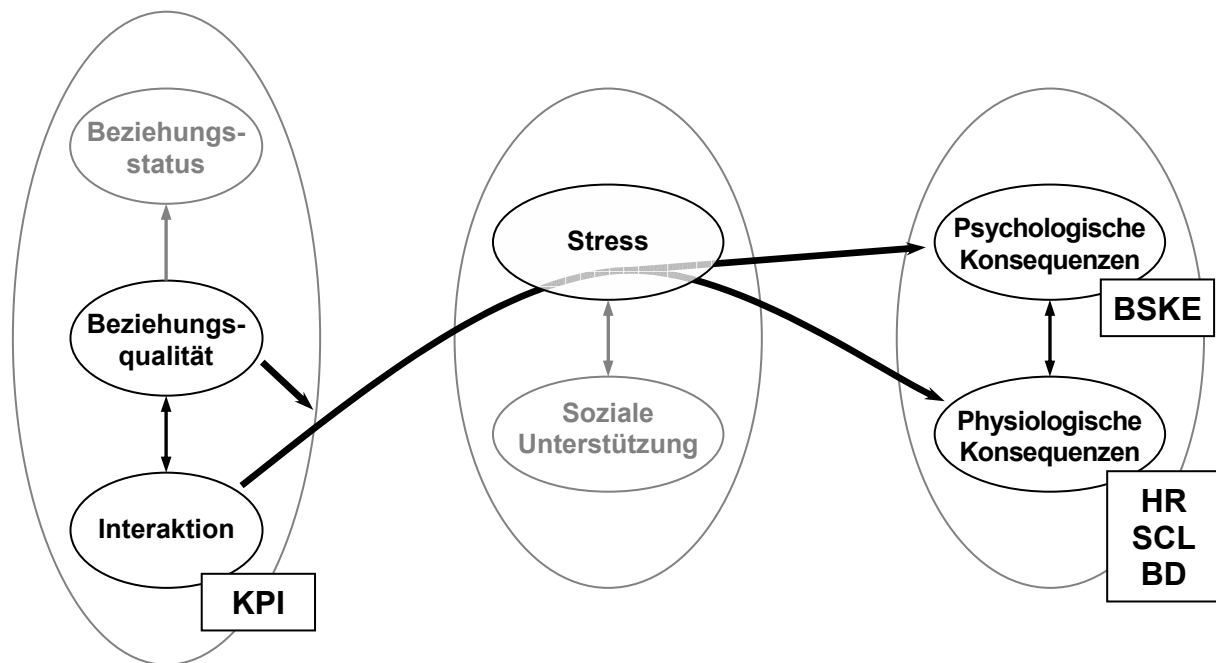 Beziehungs-
status
Beziehungs-
qualität
Interaktion
KPI
Stress
Soziale
Unterstützung
Psychologische
Konsequenzen
BSKE
Physiologische
Konsequenzen
HR
SCL
BD